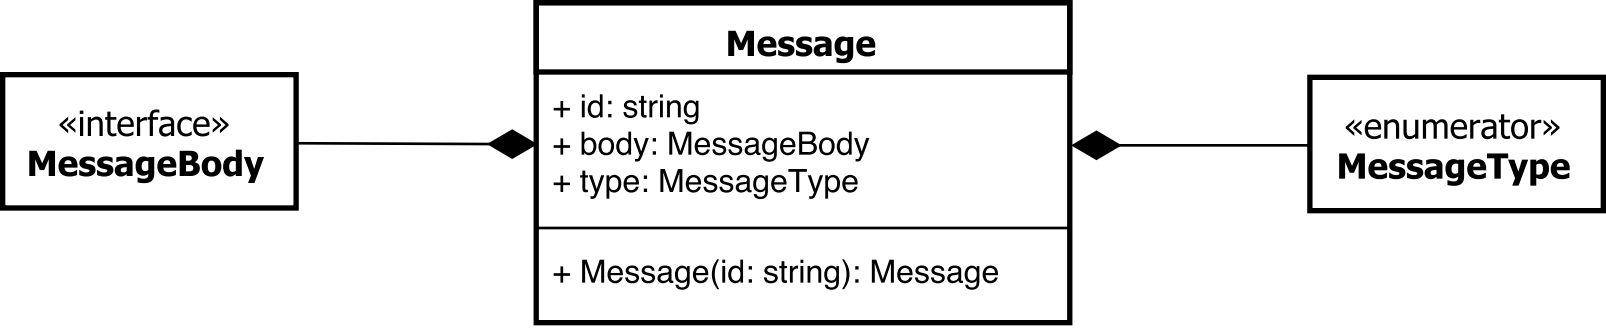 «interface»
MessageBody
Message
+ id: string
+ body: MessageBody
+ type: MessageType
+ Message(id: string): Message
«enumerator»
MessageType